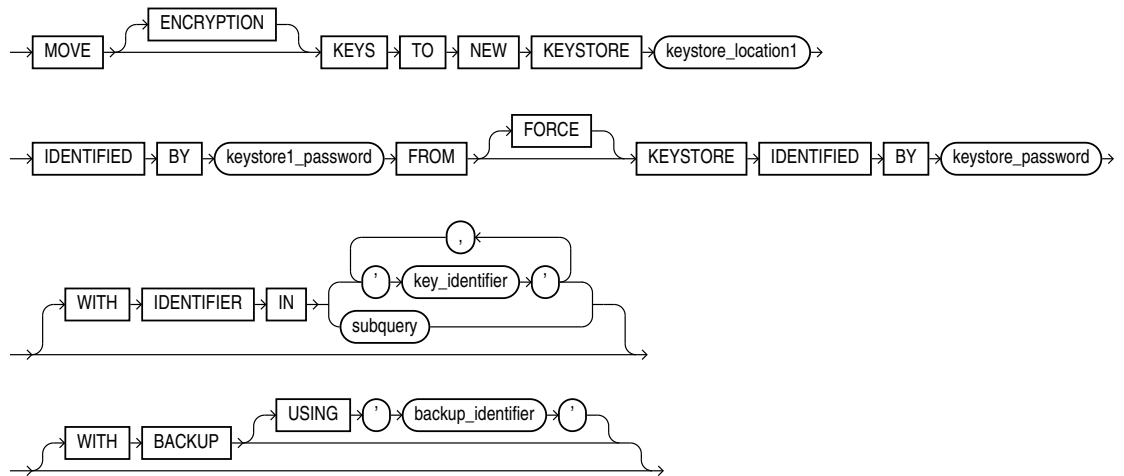 ENCRYPTION
MOVE KEYS TO NEW KEYSTORE keystore_location1
FORCE
IDENTIFIED BY keystore1_password FROM KEYSTORE IDENTIFIED BY keystore_password
,
WITH IDENTIFIER IN ' key_identifier '
subquery
USING ' backup_identifier '
WITH BACKUP